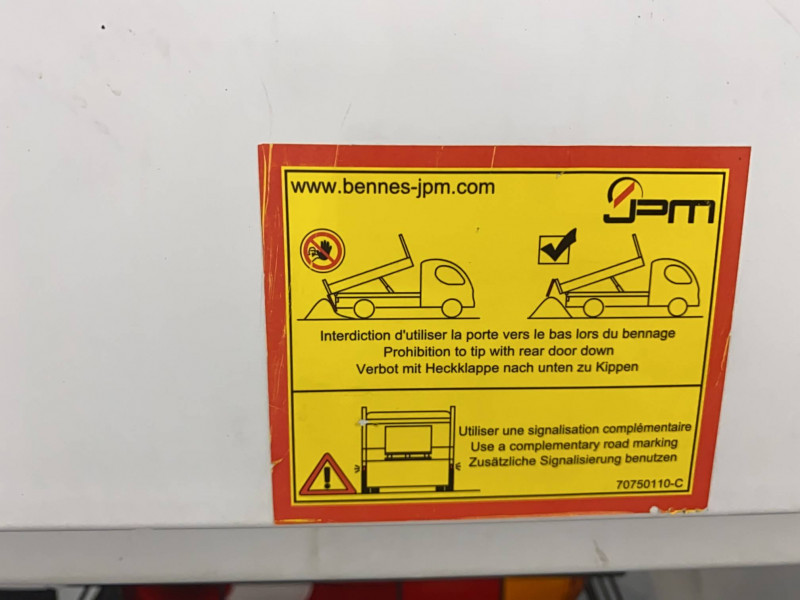 www.bennes-jpm.com
JPM
Interdiction d'utiliser la porte vers le bas lors du bennage
Prohibition to tip with rear door down
Verbot mit Heckklappe nach unten zu Kippen
Utiliser une signalisation complémentaire
Use a complementary road marking
Zusätzliche Signalisierung benutzen
70750110-C